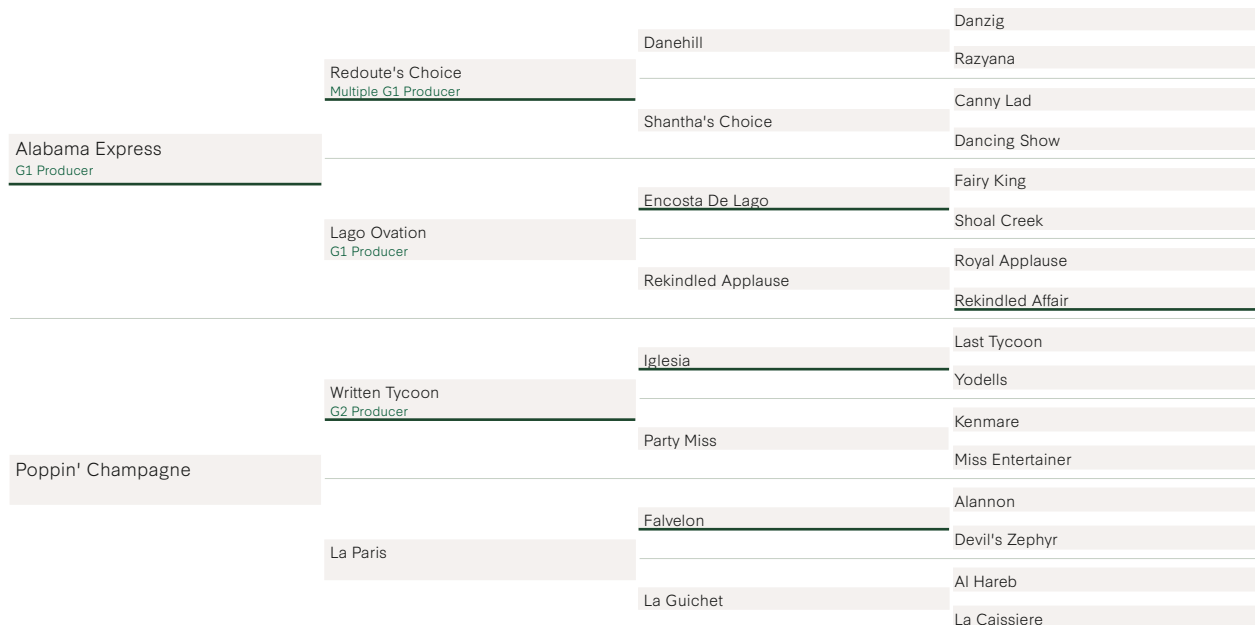 Alabama Express
G1 Producer
Redoute's Choice
Multiple G1 Producer
Danehill
Danzig
Razyana
Shantha's Choice
Canny Lad
Dancing Show
Lago Ovation
G1 Producer
Encosta De Lago
Fairy King
Shoal Creek
Rekindled Applause
Royal Applause
Rekindled Affair
Poppin' Champagne
Written Tycoon
G2 Producer
Iglesia
Last Tycoon
Yodells
Party Miss
Kenmare
Miss Entertainer
La Paris
Falvelon
Alannon
Devil's Zephyr
La Guichet
Al Hareb
La Caissiere